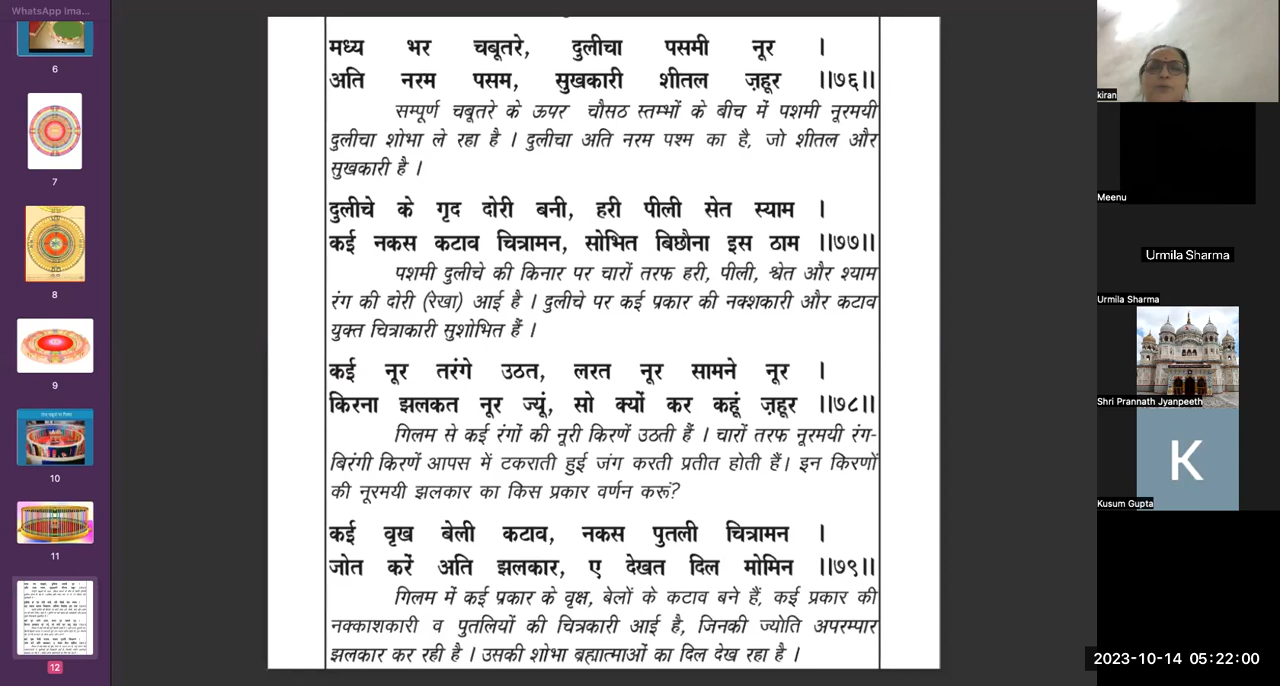 WhatsApp Ima...
6
7
8
9
10
11
12
मध्य भर चबूतरे, दुलीचा पसमी नूर ।
अति नरम पसम, सुखकारी शीतल ज़हूर ।।७६।।
सम्पूर्ण चबूतरे के ऊपर चौसठ स्तम्भों के बीच में पशमी नूरमयी
दुलीचा शोभा ले रहा है । दुलीचा अति नरम पश्म का है, जो शीतल और
सुखकारी है ।
दुलीचे के गृद दोरी बनी, हरी पीली सेत स्याम ।
कई नकस कटाव चित्रामन, सोभित बिछौना इस ठाम ।।७७।।
पशमी दुलीचे की किनार पर चारों तरफ हरी, पीली, श्वेत और श्याम
रंग की दोरी (रेखा) आई है । दुलीचे पर कई प्रकार की नक्शकारी और कटाव
युक्त चित्राकारी सुशोभित हैं ।
कई नूर तरंगे उठत, लरत नूर सामने नूर ।
किरना झलकत नूर ज्यूं, सो क्यों कर कहूं ज़हूर ।।७८।।
गिलम से कई रंगों की नूरी किरणें उठती हैं । चारों तरफ नूरमयी रंग-
बिरंगी किरणें आपस में टकराती हुई जंग करती प्रतीत होती हैं। इन किरणों
की नूरमयी झलकार का किस प्रकार वर्णन करूं?
कई वृख बेली कटाव, नकस पुतली चित्रामन ।
जोत करें अति झलकार, ए देखत दिल मोमिन ।।७९।।
गिलम में कई प्रकार के वृक्ष, बेलों के कटाव बने हैं, कई प्रकार की
नक्काशकारी व पुतलियों की चित्रकारी आई है, जिनकी ज्योति अपरम्पार
झलकार कर रही है । उसकी शोभा ब्रह्मात्माओं का दिल देख रहा है ।
kiran
Meenu
Urmila Sharma
Urmila Sharma
Shri Prannath Jyanpeeth
K
Kusum Gupta
2023-10-14 05:22:00